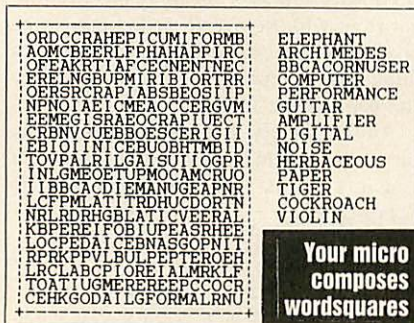 ORDCCRAHEPICUMIFORMB
AOMCBEERLFPHAHAPPIRC
OFEAKRTIAFCECNENTNEC
ERELNGBUPMIRIBIORTRR
OERSRCRAPIABSBEOSIIP
NPNOIAEICMEAOCCERGVM
EEMEGISRAEOCRAPIUECT
CRBNVCUEBBOESCERIGII
EBIOIINICEBUOBHTMBID
TOVPALRILGAISUIIOGPR
INLGMEOETUPMOCAMCRUO
IIBBCACDIEMANUGEAPNR
LCFPMLATITRDHUCDORTN
NRLRDRHGBLATICVEERAL
KBPEREIFOBIUPEASRHEE
LOCPEDAICEBNASGOPNIT
RPRKPPVLBULPEPTEROEH
LRCLABCPIOREIALMRKLF
TOATIUGMEREREEPCCOCR
CEHKGODAILGFORMALRNU
ELEPHANT
ARCHIMEDES
BBCACORNUSER
COMPUTER
PERFORMANCE
GUITAR
AMPLIFIER
DIGITAL
NOISE
HERBACEOUS
PAPER
TIGER
COCKROACH
VIOLIN
Your micro
composes
wordsquares